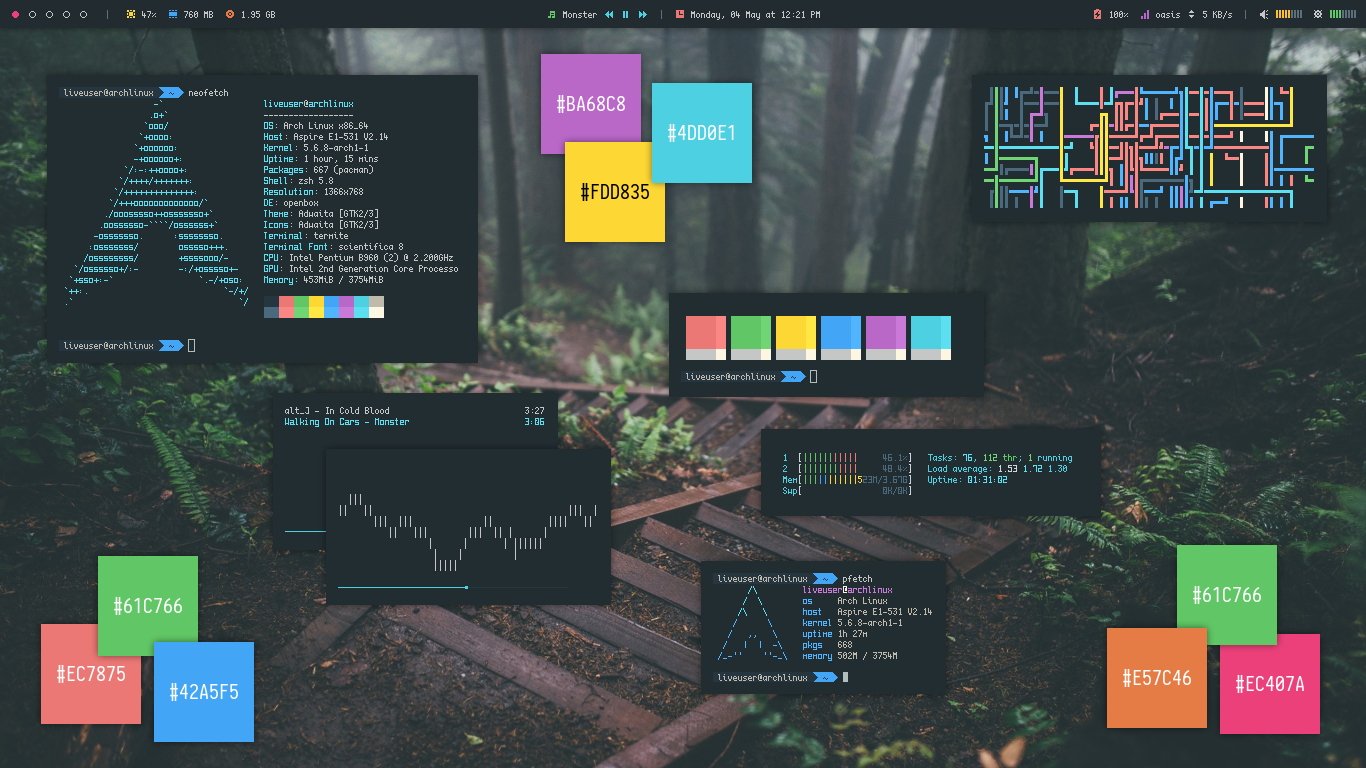 47% 760 MB 1.95 GB
Monster
Monday, 04 May at 12:21 PM
100% oasis 5 KB/s
liveuser@archlinux ~ neofetch
liveuser@archlinux
------------------
OS: Arch Linux x86_64
Host: Aspire E1-531 V2.14
Kernel: 5.6.8-arch1-1
Uptime: 1 hour, 15 mins
Packages: 667 (pacman)
Shell: zsh 5.8
Resolution: 1366x768
DE: openbox
Theme: Adwaita [GTK2/3]
Icons: Adwaita [GTK2/3]
Terminal: termite
Terminal Font: scientifica 8
CPU: Intel Pentium B960 (2) @ 2.200GHz
GPU: Intel 2nd Generation Core Processo
Memory: 453MiB / 3754MiB
liveuser@archlinux ~
#BA68C8
#4DD0E1
#FDD835
liveuser@archlinux ~
alt_J - In Cold Blood 3:27
Walking On Cars - Monster 3:06
1 [ 46.1%] Tasks: 76, 112 thr; 1 running
2 [ 48.4%] Load average: 1.53 1.72 1.30
Mem[ 523M/3.67G] Uptime: 01:31:02
Swp[ 0K/0K]
liveuser@archlinux ~ pfetch
liveuser@archlinux
os Arch Linux
host Aspire E1-531 V2.14
kernel 5.6.8-arch1-1
uptime 1h 27m
pkgs 668
memory 502M / 3754M
liveuser@archlinux ~
#61C766
#EC7875
#42A5F5
#61C766
#E57C46
#EC407A